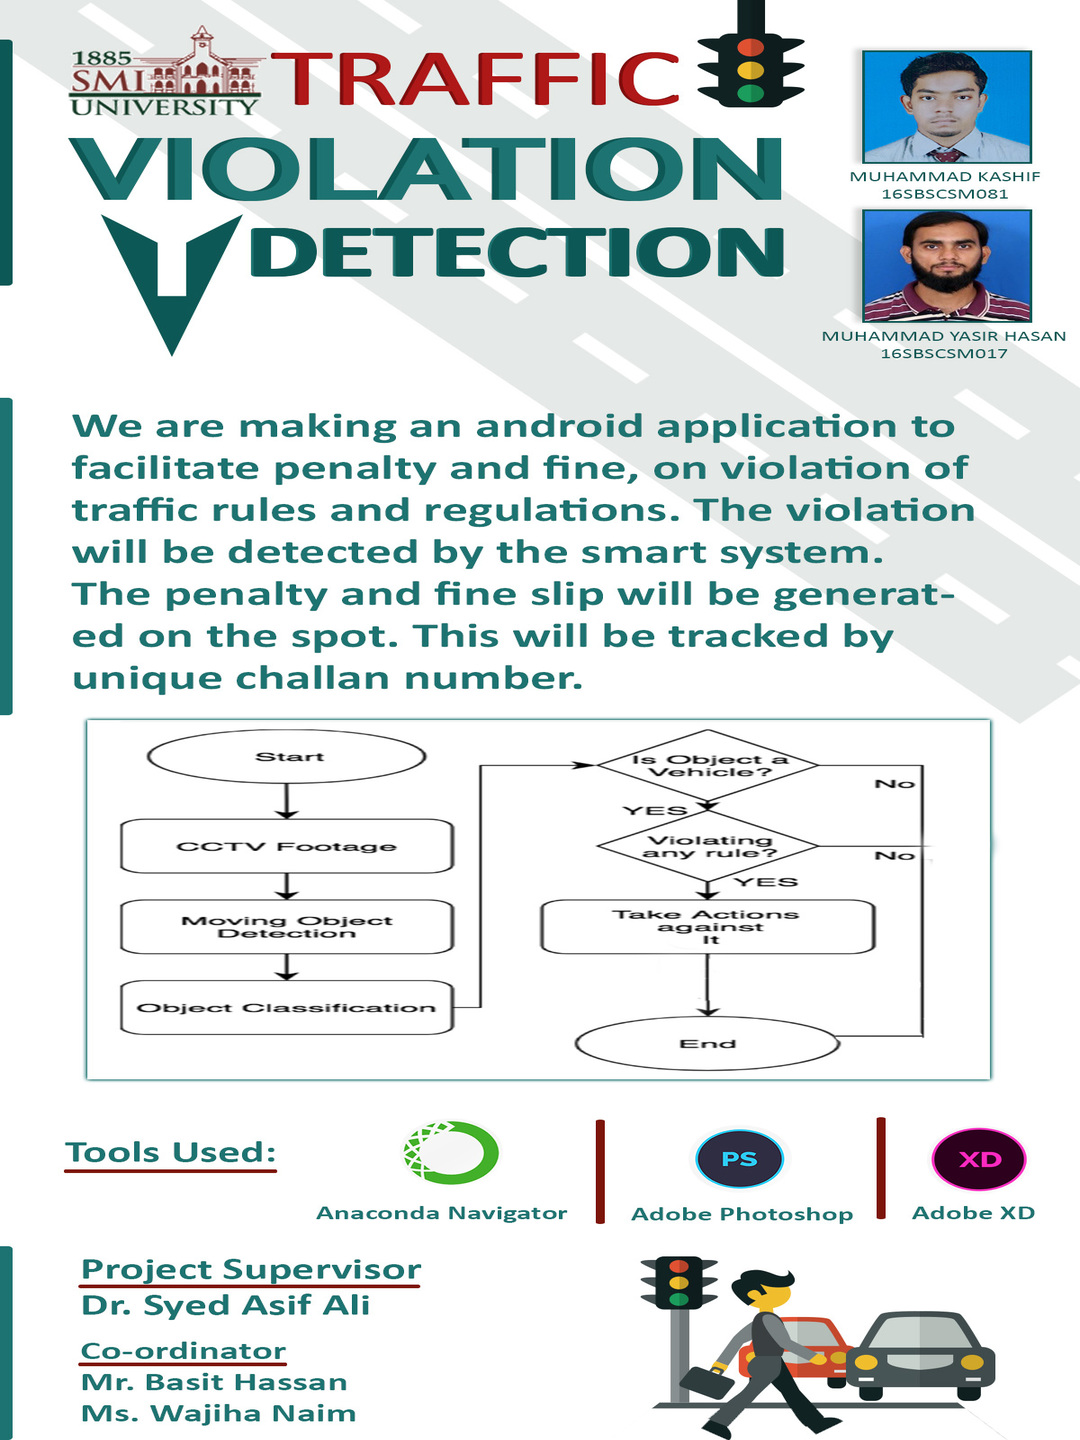 1885
SMI
UNIVERSITY
TRAFFIC
VIOLATION
DETECTION
MUHAMMAD KASHIF
16SBSCSM081
MUHAMMAD YASIR HASAN
16SBSCSM017
We are making an android application to
facilitate penalty and fine, on violation of
traffic rules and regulations. The violation
will be detected by the smart system.
The penalty and fine slip will be generat-
ed on the spot. This will be tracked by
unique challan number.
Start
CCTV Footage
Moving Object
Detection
Object Classification
Is Object a
Vehicle?
No
YES
Violating
any rule?
No
YES
Take Actions
against
It
End
Tools Used:
Anaconda Navigator
PS
Adobe Photoshop
XD
Adobe XD
Project Supervisor
Dr. Syed Asif Ali
Co-ordinator
Mr. Basit Hassan
Ms. Wajiha Naim